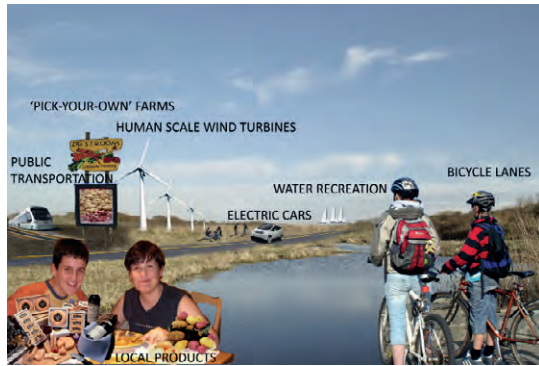 'PICK-YOUR-OWN' FARMS
HUMAN SCALE WIND TURBINES
PUBLIC
TRANSPORTATION
BICYCLE LANES
WATER RECREATION
ELECTRIC CARS
LOCAL PRODUCTS